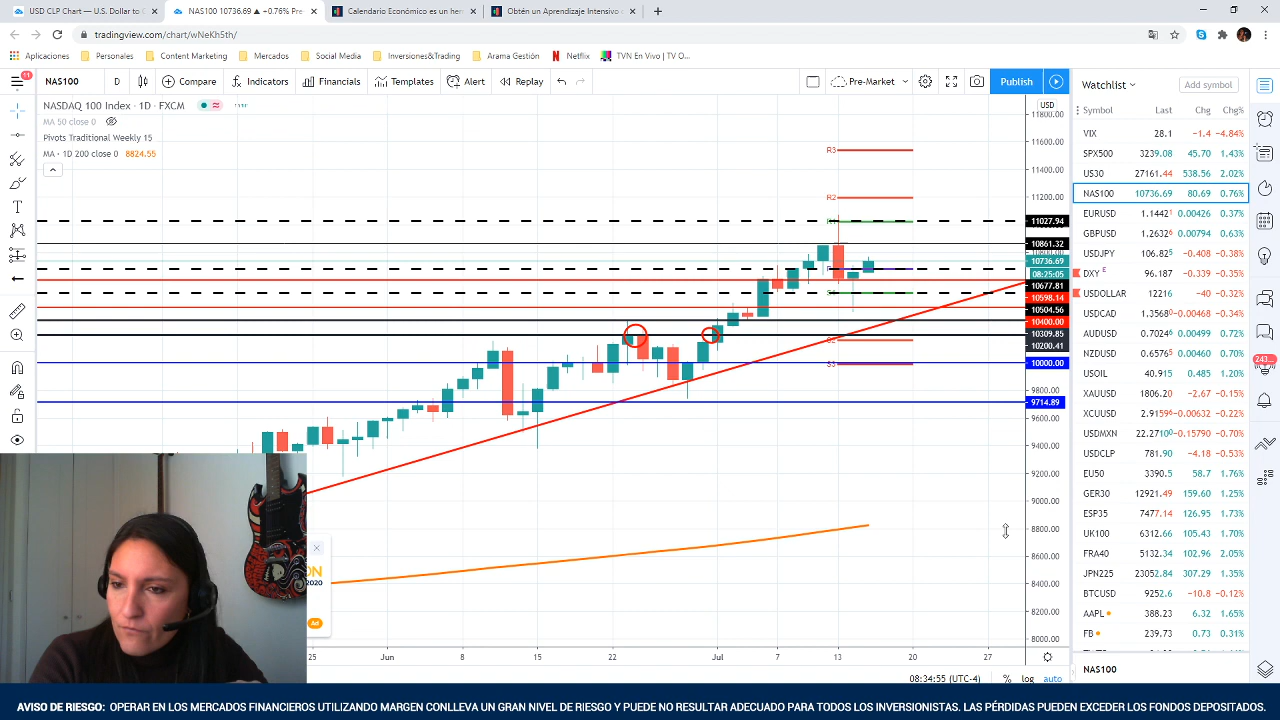 USD CLP Chart — U.S. Dollar to C
NAS100 10736.69 ▲ +0.76% Pre-Market
Calendario Económico es un herr
Obtén un Aprendizaje Intensivo c
tradingview.com/chart/wNeKh5th/
Aplicaciones
Personales
Content Marketing
Mercados
Social Media
Inversiones&Trading
Arama Gestión
Netflix
TVN En Vivo | TV O...
11
NAS100
D
Compare
Indicators
Financials
Templates
Alert
Replay
Pre-Market
Publish
NASDAQ 100 Index · 1D · FXCM
MA 50 close 0
Pivots Traditional Weekly 15
MA · 1D 200 close 0 8824.55
R3
R2
S3
USD
11800.00
11600.00
11400.00
11200.00
11027.94
10861.32
10736.69
08:25:05
10677.81
10598.14
10504.56
10400.00
10309.85
10200.41
10000.00
9800.00
9714.89
9600.00
9400.00
9200.00
9000.00
8800.00
8600.00
8400.00
8200.00
8000.00
25
Jun
8
15
22
Jul
7
13
20
27
08:34:55 (UTC-4)
%
log
auto
ON
2020
Ad
Watchlist
Add symbol
Symbol Last Chg Chg%
VIX 28.1 -1.4 -4.84%
SPX500 3239.08 45.70 1.43%
US30 27161.44 538.56 2.02%
NAS100 10736.69 80.69 0.76%
EURUSD 1.14421 0.00426 0.37%
GBPUSD 1.26326 0.00794 0.63%
USDJPY 106.825 -0.408 -0.38%
DXY E 96.187 -0.339 -0.35%
USDOLLAR 12216 -40 -0.32%
USDCAD -0.00468 -0.34%
AUDUSD 0.00499 0.72%
NZDUSD 0.65765 0.00460 0.70%
USOIL 40.915 0.485 1.20%
XAUUSD 1806.20 -2.67 -0.15%
XCUUSD -0.00632 -0.22%
USDMXN -0.15790 -0.70%
USDCLP 781.90 -4.18 -0.53%
EU50 3390.5 58.7 1.76%
GER30 12921.49 159.60 1.25%
ESP35 7477.14 126.95 1.73%
UK100 6312.66 105.43 1.70%
FRA40 5132.34 102.96 2.05%
JPN225 23052.84 307.29 1.35%
BTCUSD 9252.6 -10.8 -0.12%
AAPL 388.23 6.32 1.65%
FB 239.73 0.73 0.31%
243
NAS100
AVISO DE RIESGO: OPERAR EN LOS MERCADOS FINANCIEROS UTILIZANDO MARGEN CONLLEVA UN GRAN NIVEL DE RIESGO Y PUEDE NO RESULTAR ADECUADO PARA TODOS LOS INVERSIONISTAS. LAS PÉRDIDAS PUEDEN EXCEDER LOS FONDOS DEPOSITADOS.